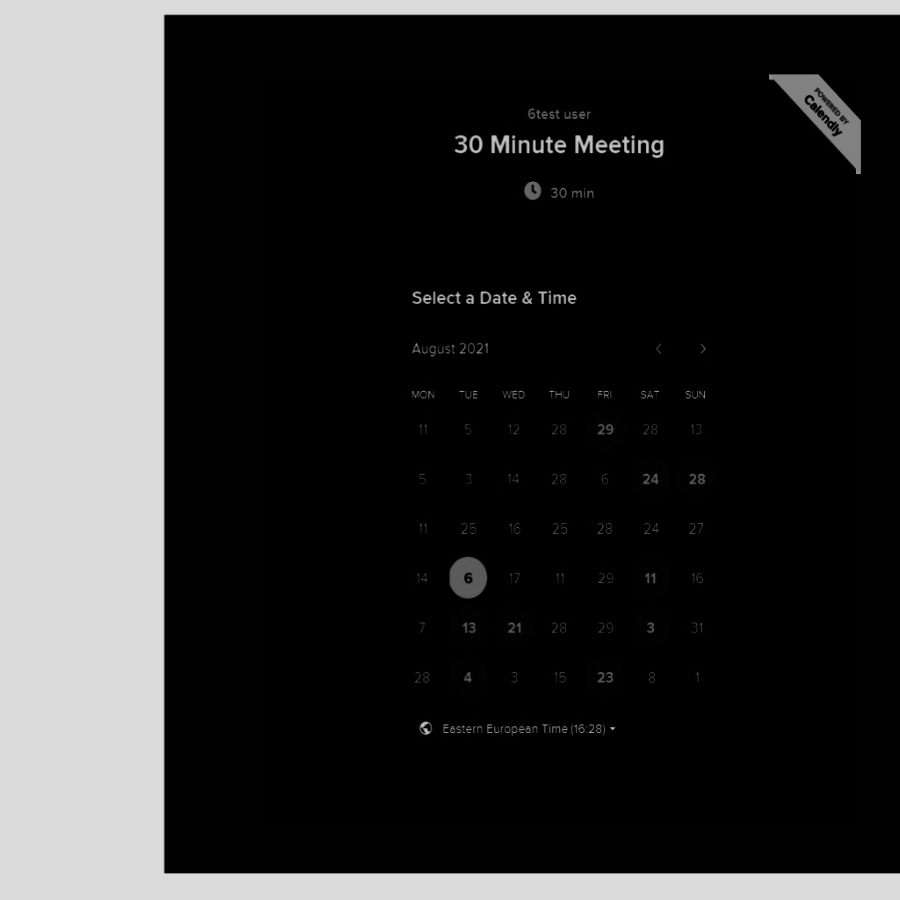 POWERED BY
Calendly
6test user
30 Minute Meeting
30 min
Select a Date & Time
August 2021
MON TUE WED THU FRI SAT SUN
11 5 12 28 29 28 13
5 3 14 28 6 24 28
11 25 16 25 28 24 27
14 6 17 11 29 11 16
7 13 21 28 29 3 31
28 4 3 15 23 8 1
Eastern European Time (16:28)